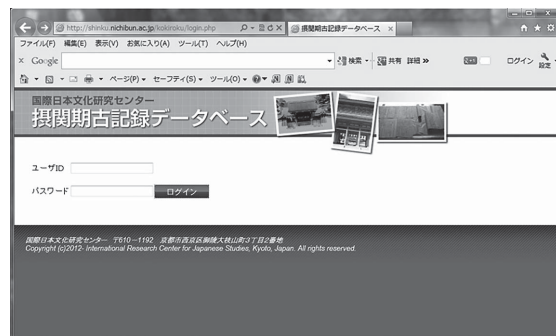 http://shinku.nichibun.ac.jp/kokiroku/login.php
摂関期古記録データベース
ファイル(F) 編集(E) 表示(V) お気に入り(A) ツール(T) ヘルプ(H)
Google 検索 共有 詳細 » ログイン 設定
ページ(P) セーフティ(S) ツール(O)
国際日本文化研究センター
摂関期古記録データベース
ユーザID
パスワード ログイン
国際日本文化研究センター 〒610-1192 京都市西京区御陵大枝山町3丁目2番地
Copyright (c)2012- International Research Center for Japanese Studies, Kyoto, Japan. All rights reserved.